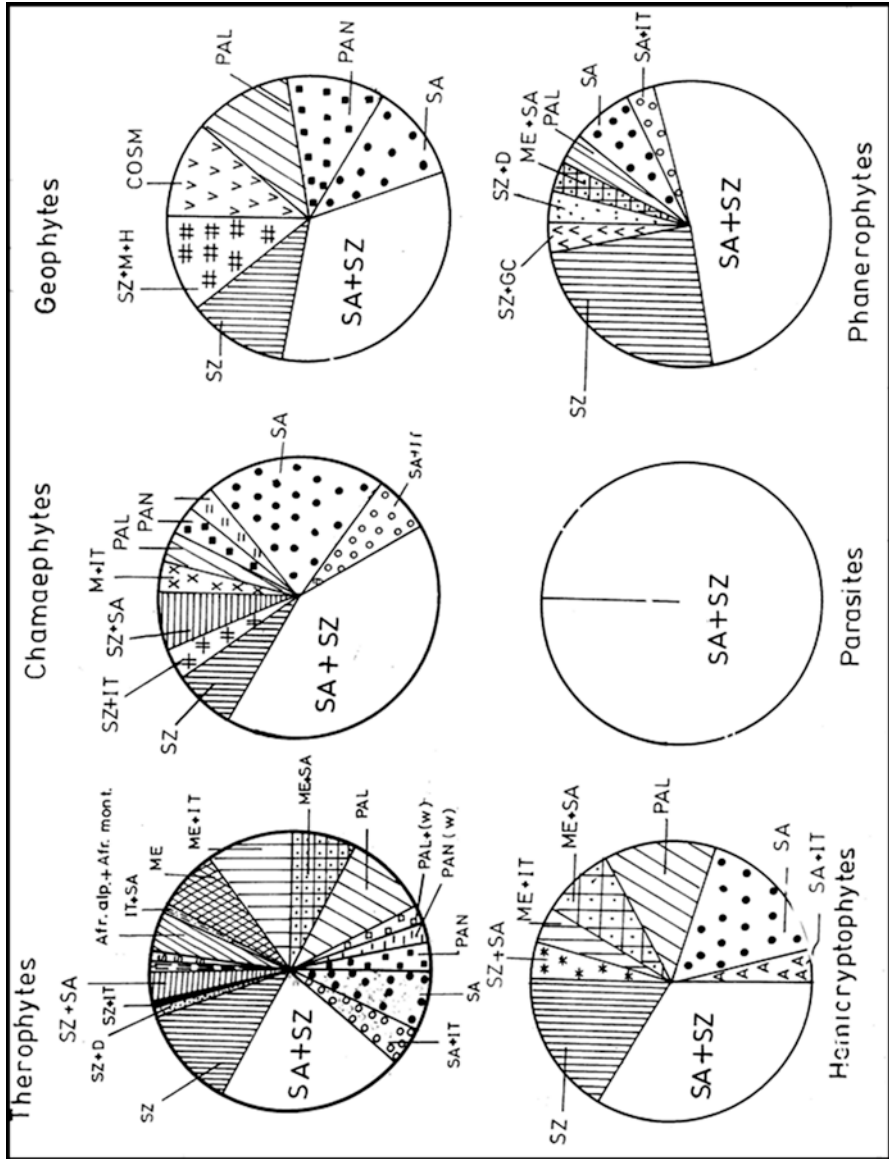 Therophytes
SZ
SZ+D
SZ+IT
SZ+SA
Afr. alp.+ Afr. mont.
IT+SA
ME
ME+IT
ME+SA
PAL
PAL+(w)
PAN(w)
PAN
SA
SA+IT
SA+SZ
Chamaephytes
SZ
SZ+IT
SZ+SA
M+IT
PAL
PAN
SA
SA+IT
SA+SZ
Geophytes
SZ
SZ+M+H
COSM
PAL
PAN
SA
SA+SZ
SZ
SZ+SA
ME+IT
ME+SA
PAL
SA
SA+IT
SA+SZ
Hemicryptophytes
SA+SZ
Parasites
SZ
SZ+GC
SZ+D
ME+SA
PAL
SA
SA+IT
SA+SZ
Phanerophytes